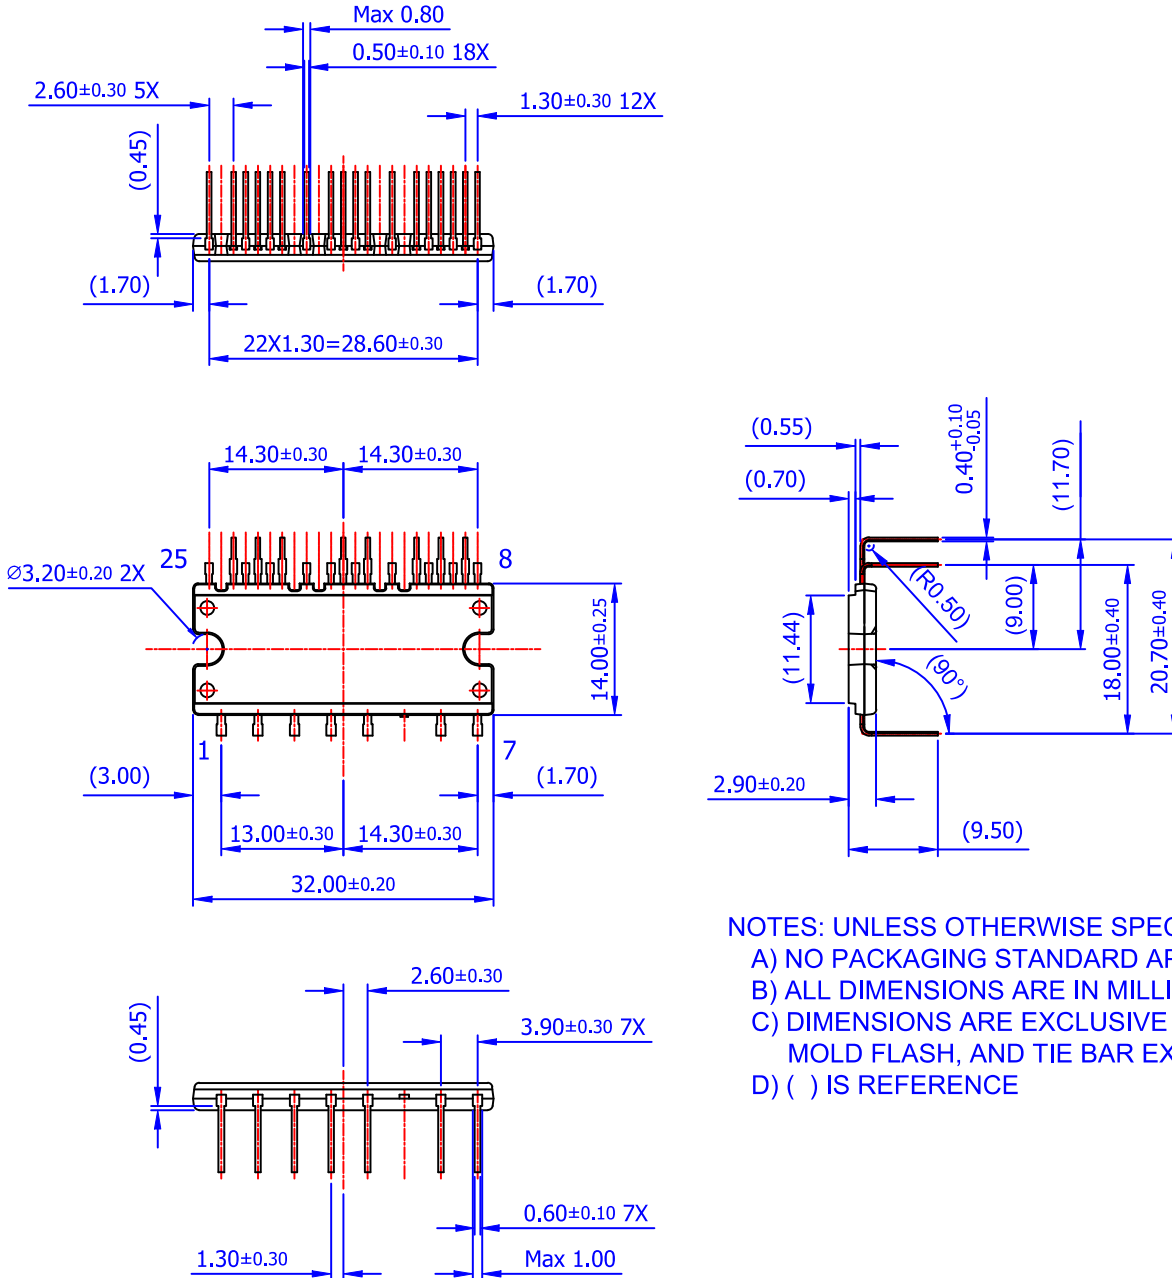 Max 0.80
0.50±0.10 18X
2.60±0.30 5X
1.30±0.30 12X
(0.45)
(1.70)
(1.70)
22X1.30=28.60±0.30
14.30±0.30
14.30±0.30
25
8
Ø3.20±0.20 2X
14.00±0.25
1
7
(3.00)
(1.70)
13.00±0.30
14.30±0.30
32.00±0.20
(0.55)
(0.70)
0.40+0.10 -0.05
(11.70)
(R0.50)
(9.00)
(11.44)
(90°)
18.00±0.40
20.70±0.40
2.90±0.20
(9.50)
2.60±0.30
(0.45)
3.90±0.30 7X
0.60±0.10 7X
1.30±0.30
Max 1.00
NOTES: UNLESS OTHERWISE SPEC
A) NO PACKAGING STANDARD AP
B) ALL DIMENSIONS ARE IN MILLI
C) DIMENSIONS ARE EXCLUSIVE
MOLD FLASH, AND TIE BAR EX
D) ( ) IS REFERENCE